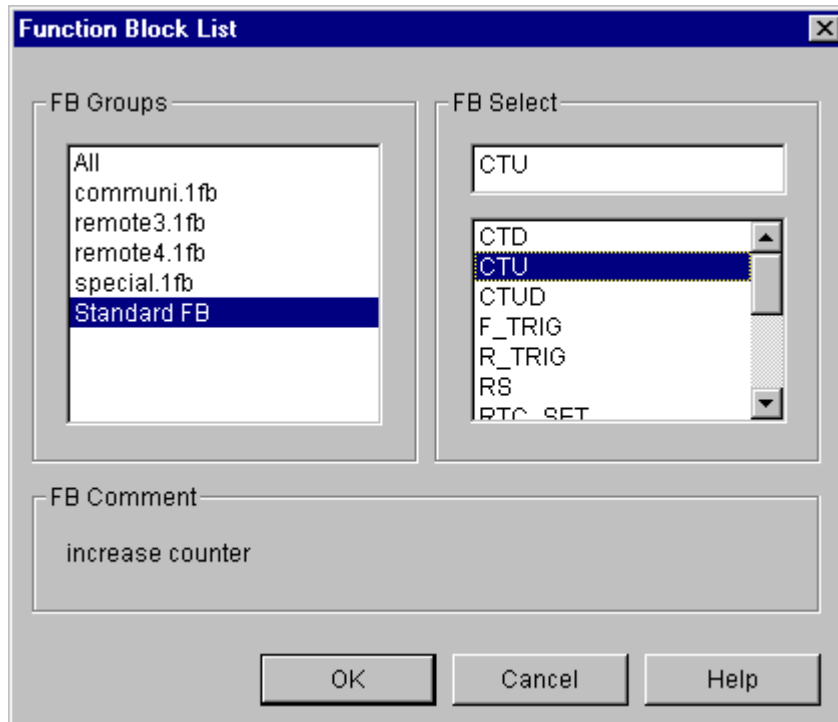 Function Block List
FB Groups
All
communi.1fb
remote3.1fb
remote4.1fb
special.1fb
Standard FB
FB Select
CTU
CTD
CTU
CTUD
F_TRIG
R_TRIG
RS
RTC_SET
FB Comment
increase counter
OK
Cancel
Help